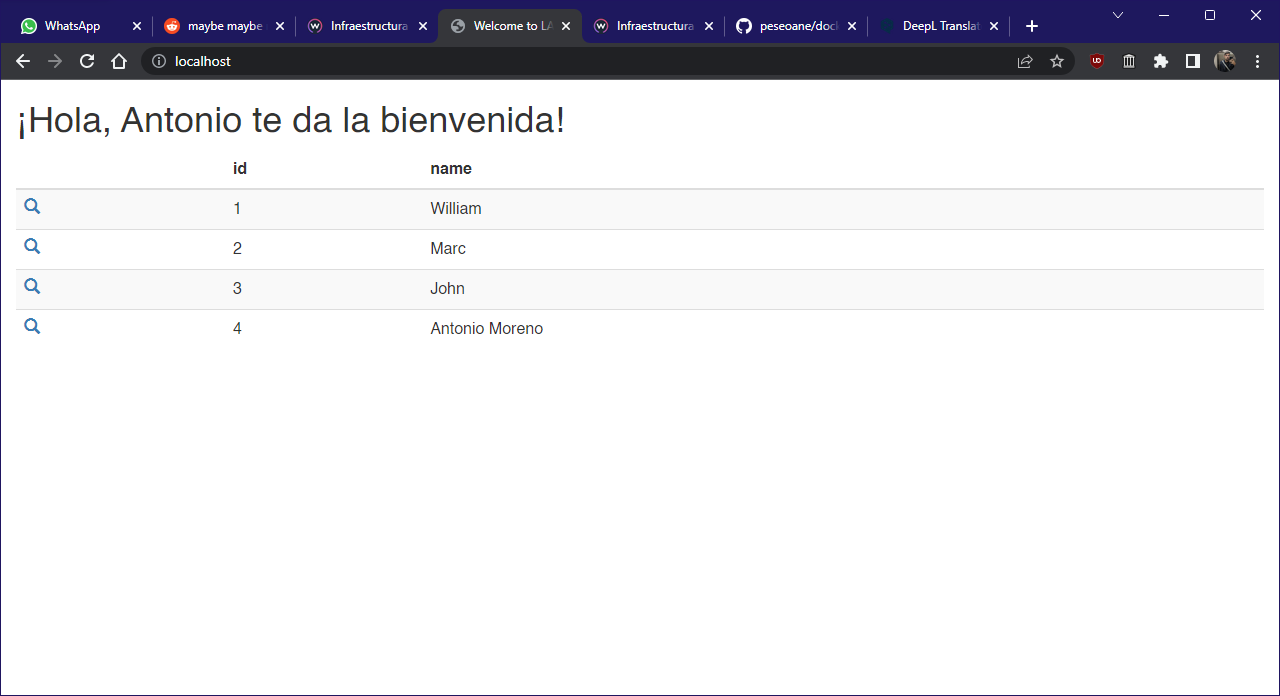 WhatsApp
maybe maybe
Infraestructura
Welcome to LA
Infraestructura
peseoane/dock
DeepL Translat
localhost
¡Hola, Antonio te da la bienvenida!
id name
1 William
2 Marc
3 John
4 Antonio Moreno